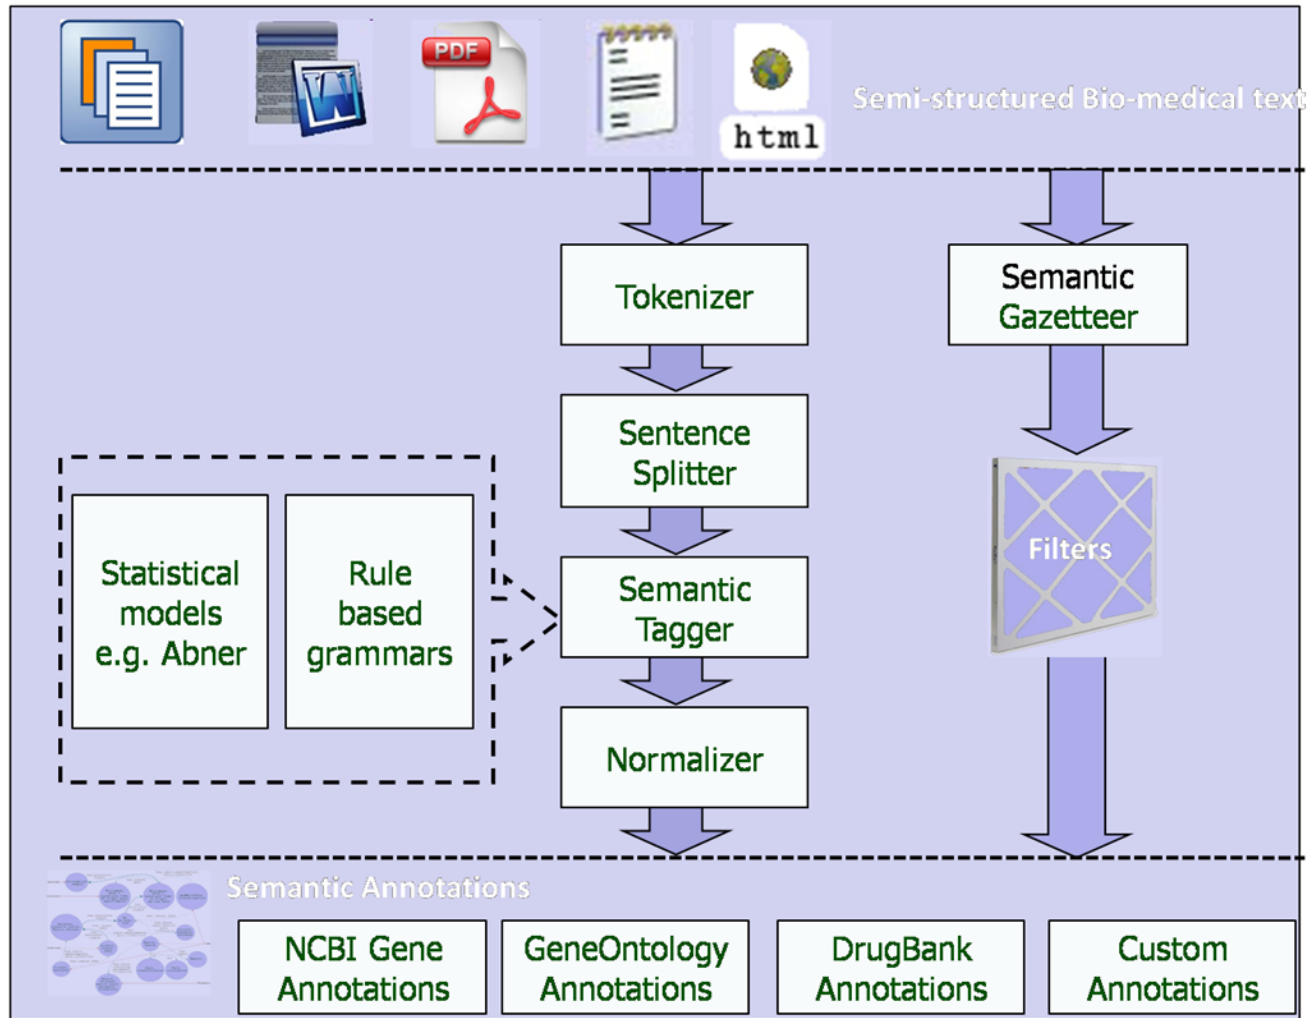 PDF
W
html
Semi-structured Bio-medical text
Tokenizer
Semantic
Gazetteer
Sentence
Splitter
Statistical
models
e.g. Abner
Rule
based
grammars
Semantic
Tagger
Filters
Normalizer
Semantic Annotations
NCBI Gene
Annotations
GeneOntology
Annotations
DrugBank
Annotations
Custom
Annotations